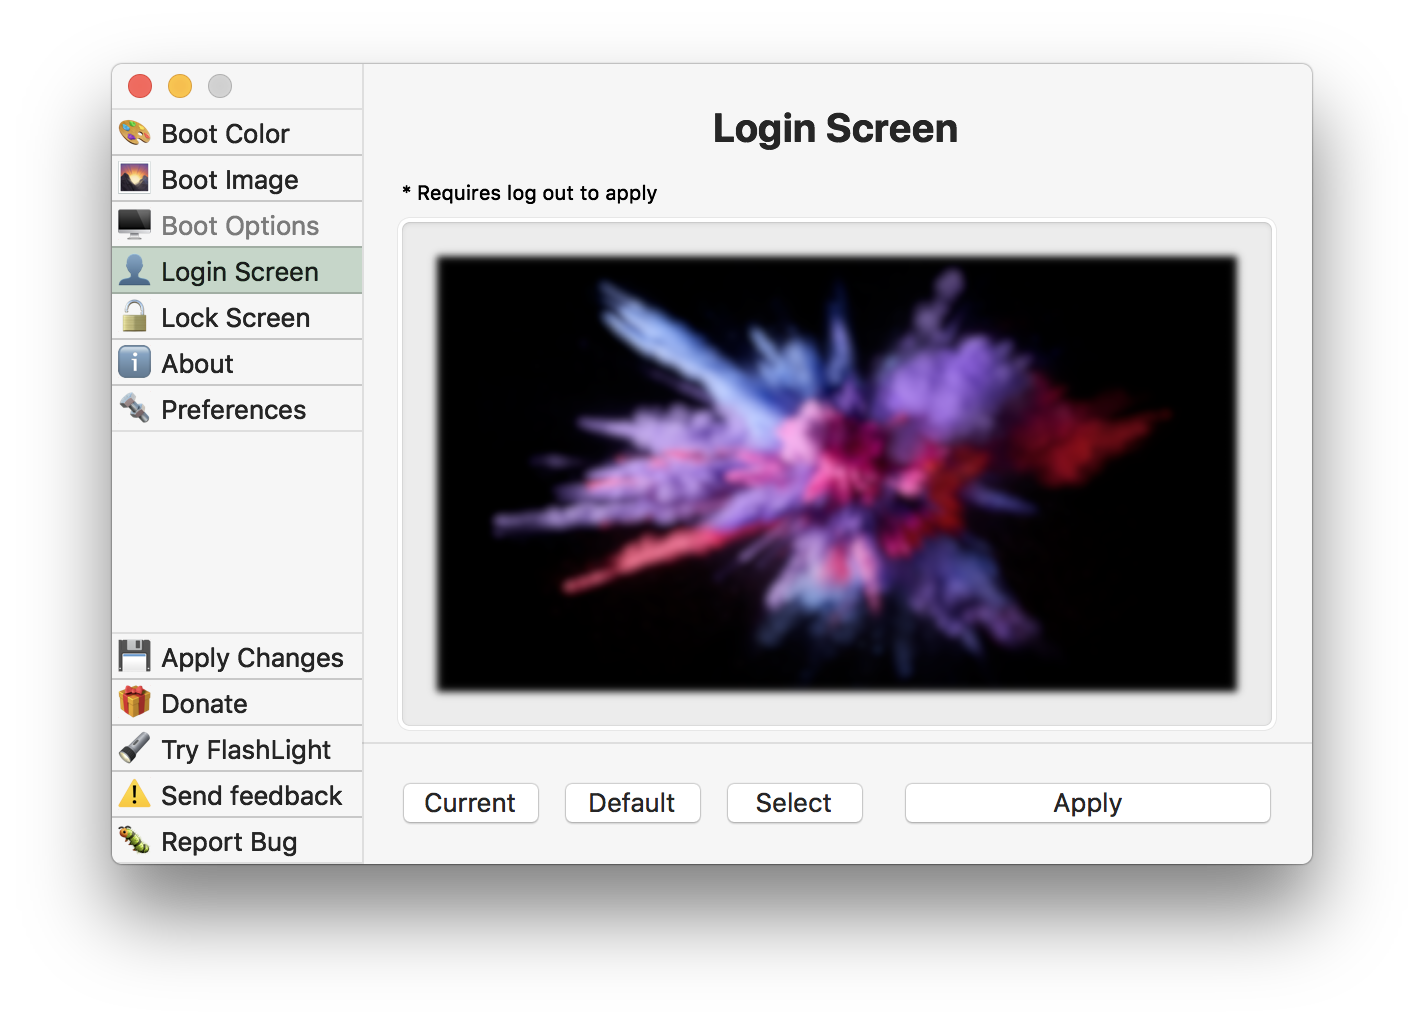 Boot Color
Boot Image
Boot Options
Login Screen
Lock Screen
About
Preferences
Apply Changes
Donate
Try FlashLight
Send feedback
Report Bug
Login Screen
* Requires log out to apply
Current
Default
Select
Apply